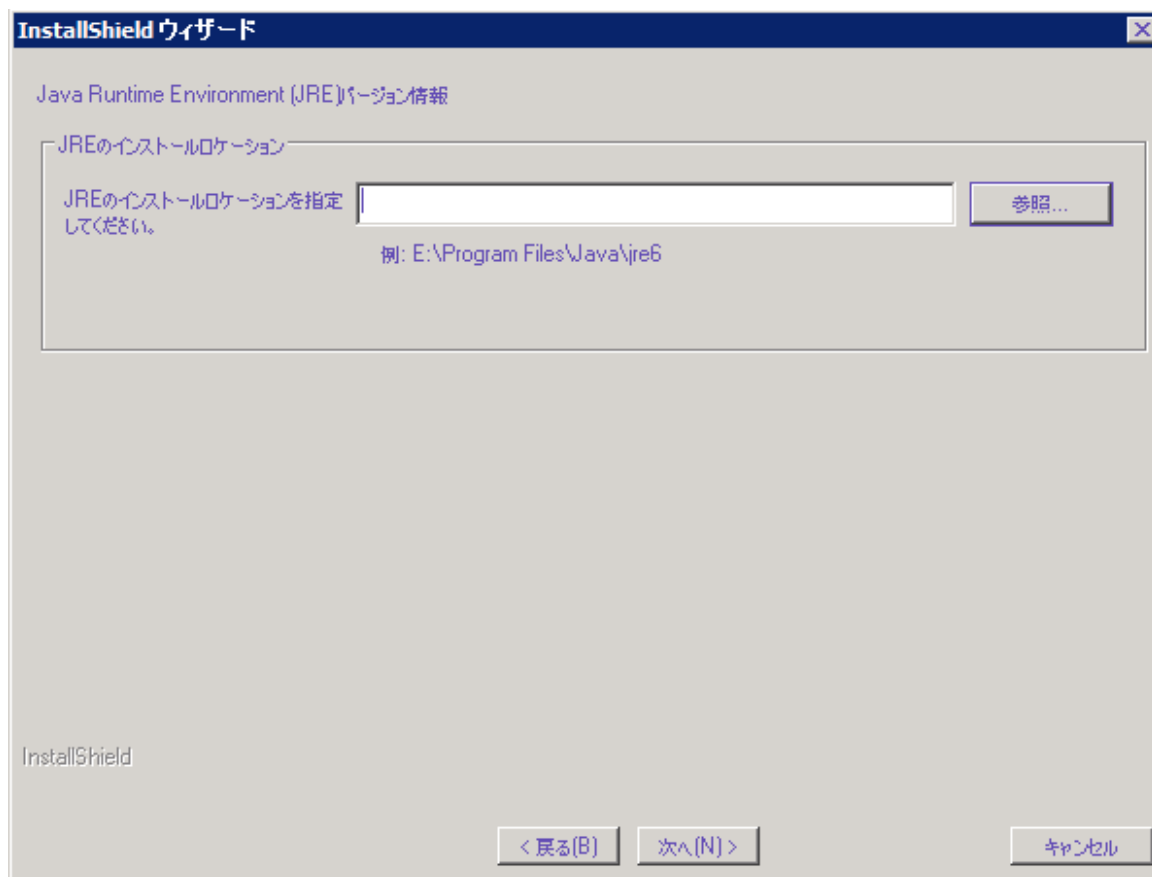 InstallShield ウィザード
Java Runtime Environment (JRE)バージョン情報
JREのインストールロケーション
JREのインストールロケーションを指定
してください。
参照...
例: E:\Program Files\Java\jre6
InstallShield
< 戻る(B)
次へ(N) >
キャンセル